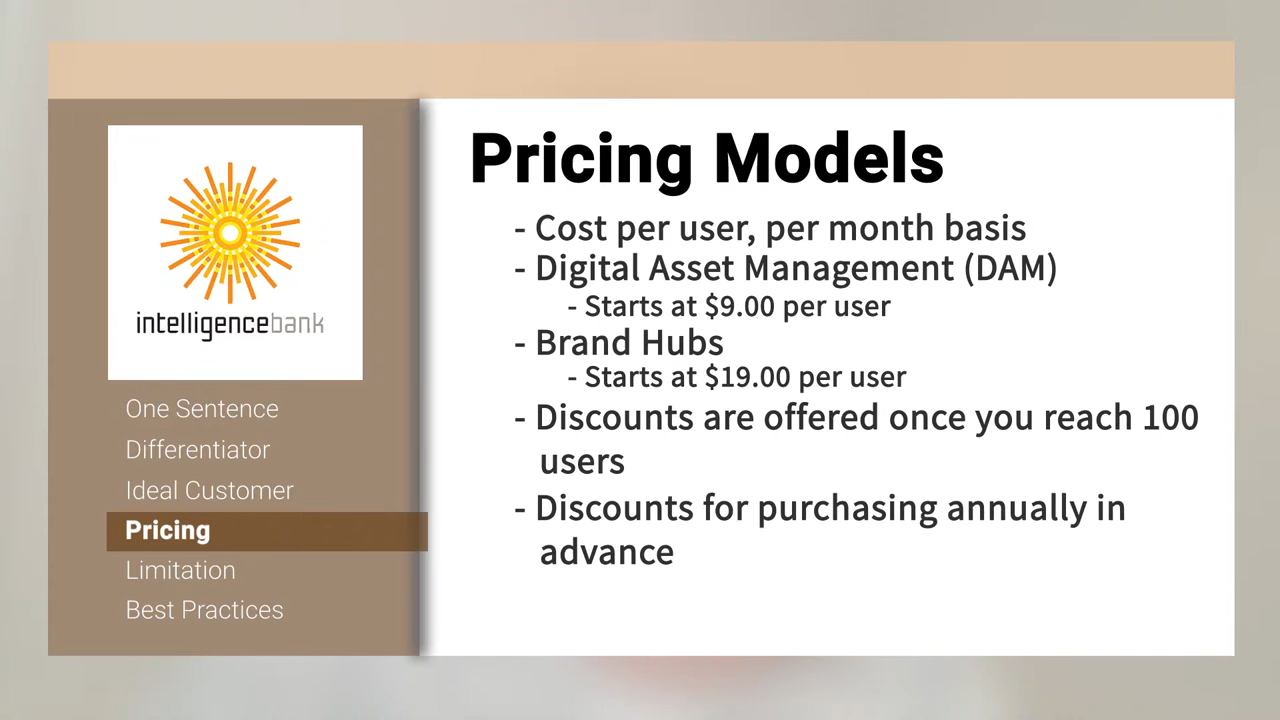 intelligencebank
One Sentence
Differentiator
Ideal Customer
Pricing
Limitation
Best Practices
Pricing Models
- Cost per user, per month basis
- Digital Asset Management (DAM)
- Starts at $9.00 per user
- Brand Hubs
- Starts at $19.00 per user
- Discounts are offered once you reach 100
users
- Discounts for purchasing annually in
advance